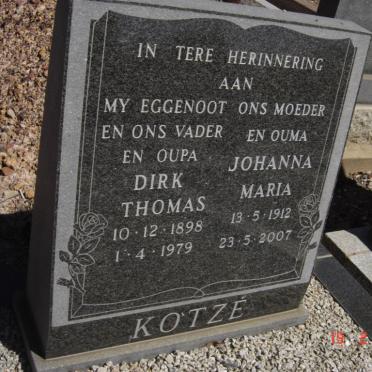 IN TERE HERINNERING
AAN
MY EGGENOOT
EN ONS VADER
EN OUPA
DIRK
THOMAS
10·12·1898
1·4·1979
ONS MOEDER
EN OUMA
JOHANNA
MARIA
13·5·1912
23·5·2007
KOTZÉ